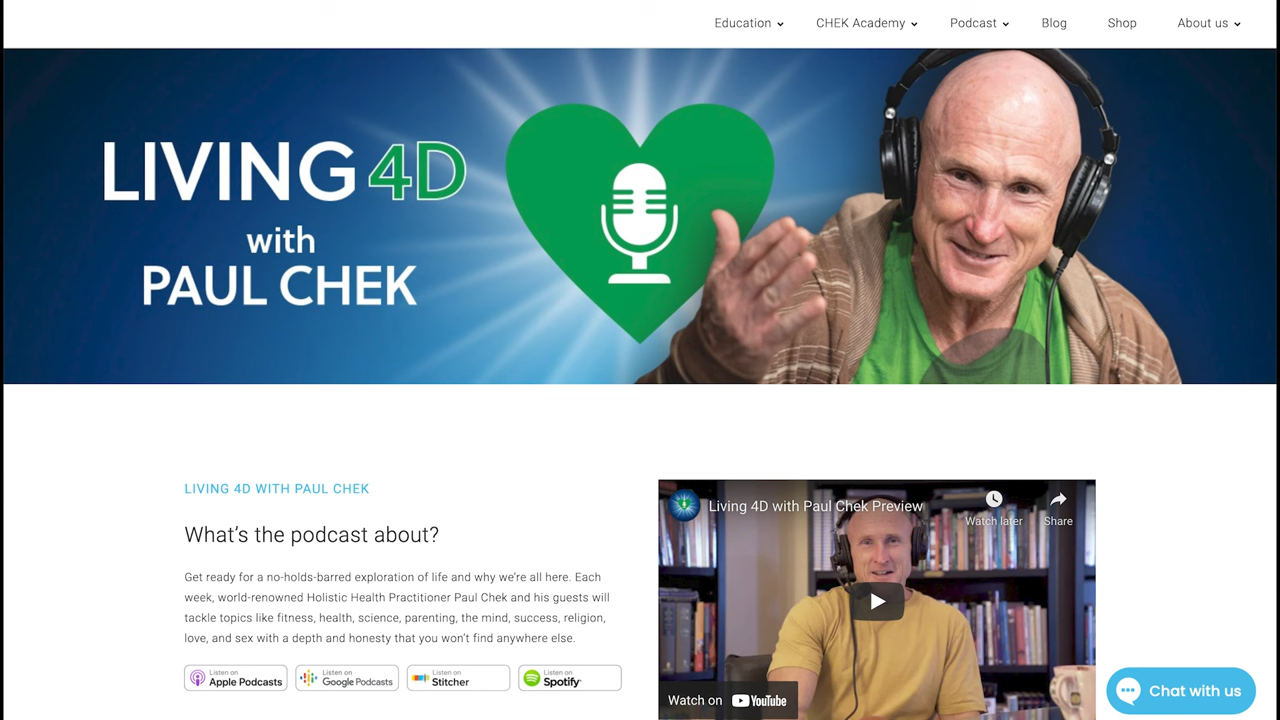 Education CHEK Academy Podcast Blog Shop About us
LIVING 4D
with
PAUL CHEK
LIVING 4D WITH PAUL CHEK
What's the podcast about?
Get ready for a no-holds-barred exploration of life and why we're all here. Each
week, world-renowned Holistic Health Practitioner Paul Chek and his guests will
tackle topics like fitness, health, science, parenting, the mind, success, religion,
love, and sex with a depth and honesty that you won't find anywhere else.
Listen on
Apple Podcasts
Listen on
Google Podcasts
Listen on
Stitcher
Listen on
Spotify
Living 4D with Paul Chek Preview
Watch later
Share
Watch on YouTube
Chat with us